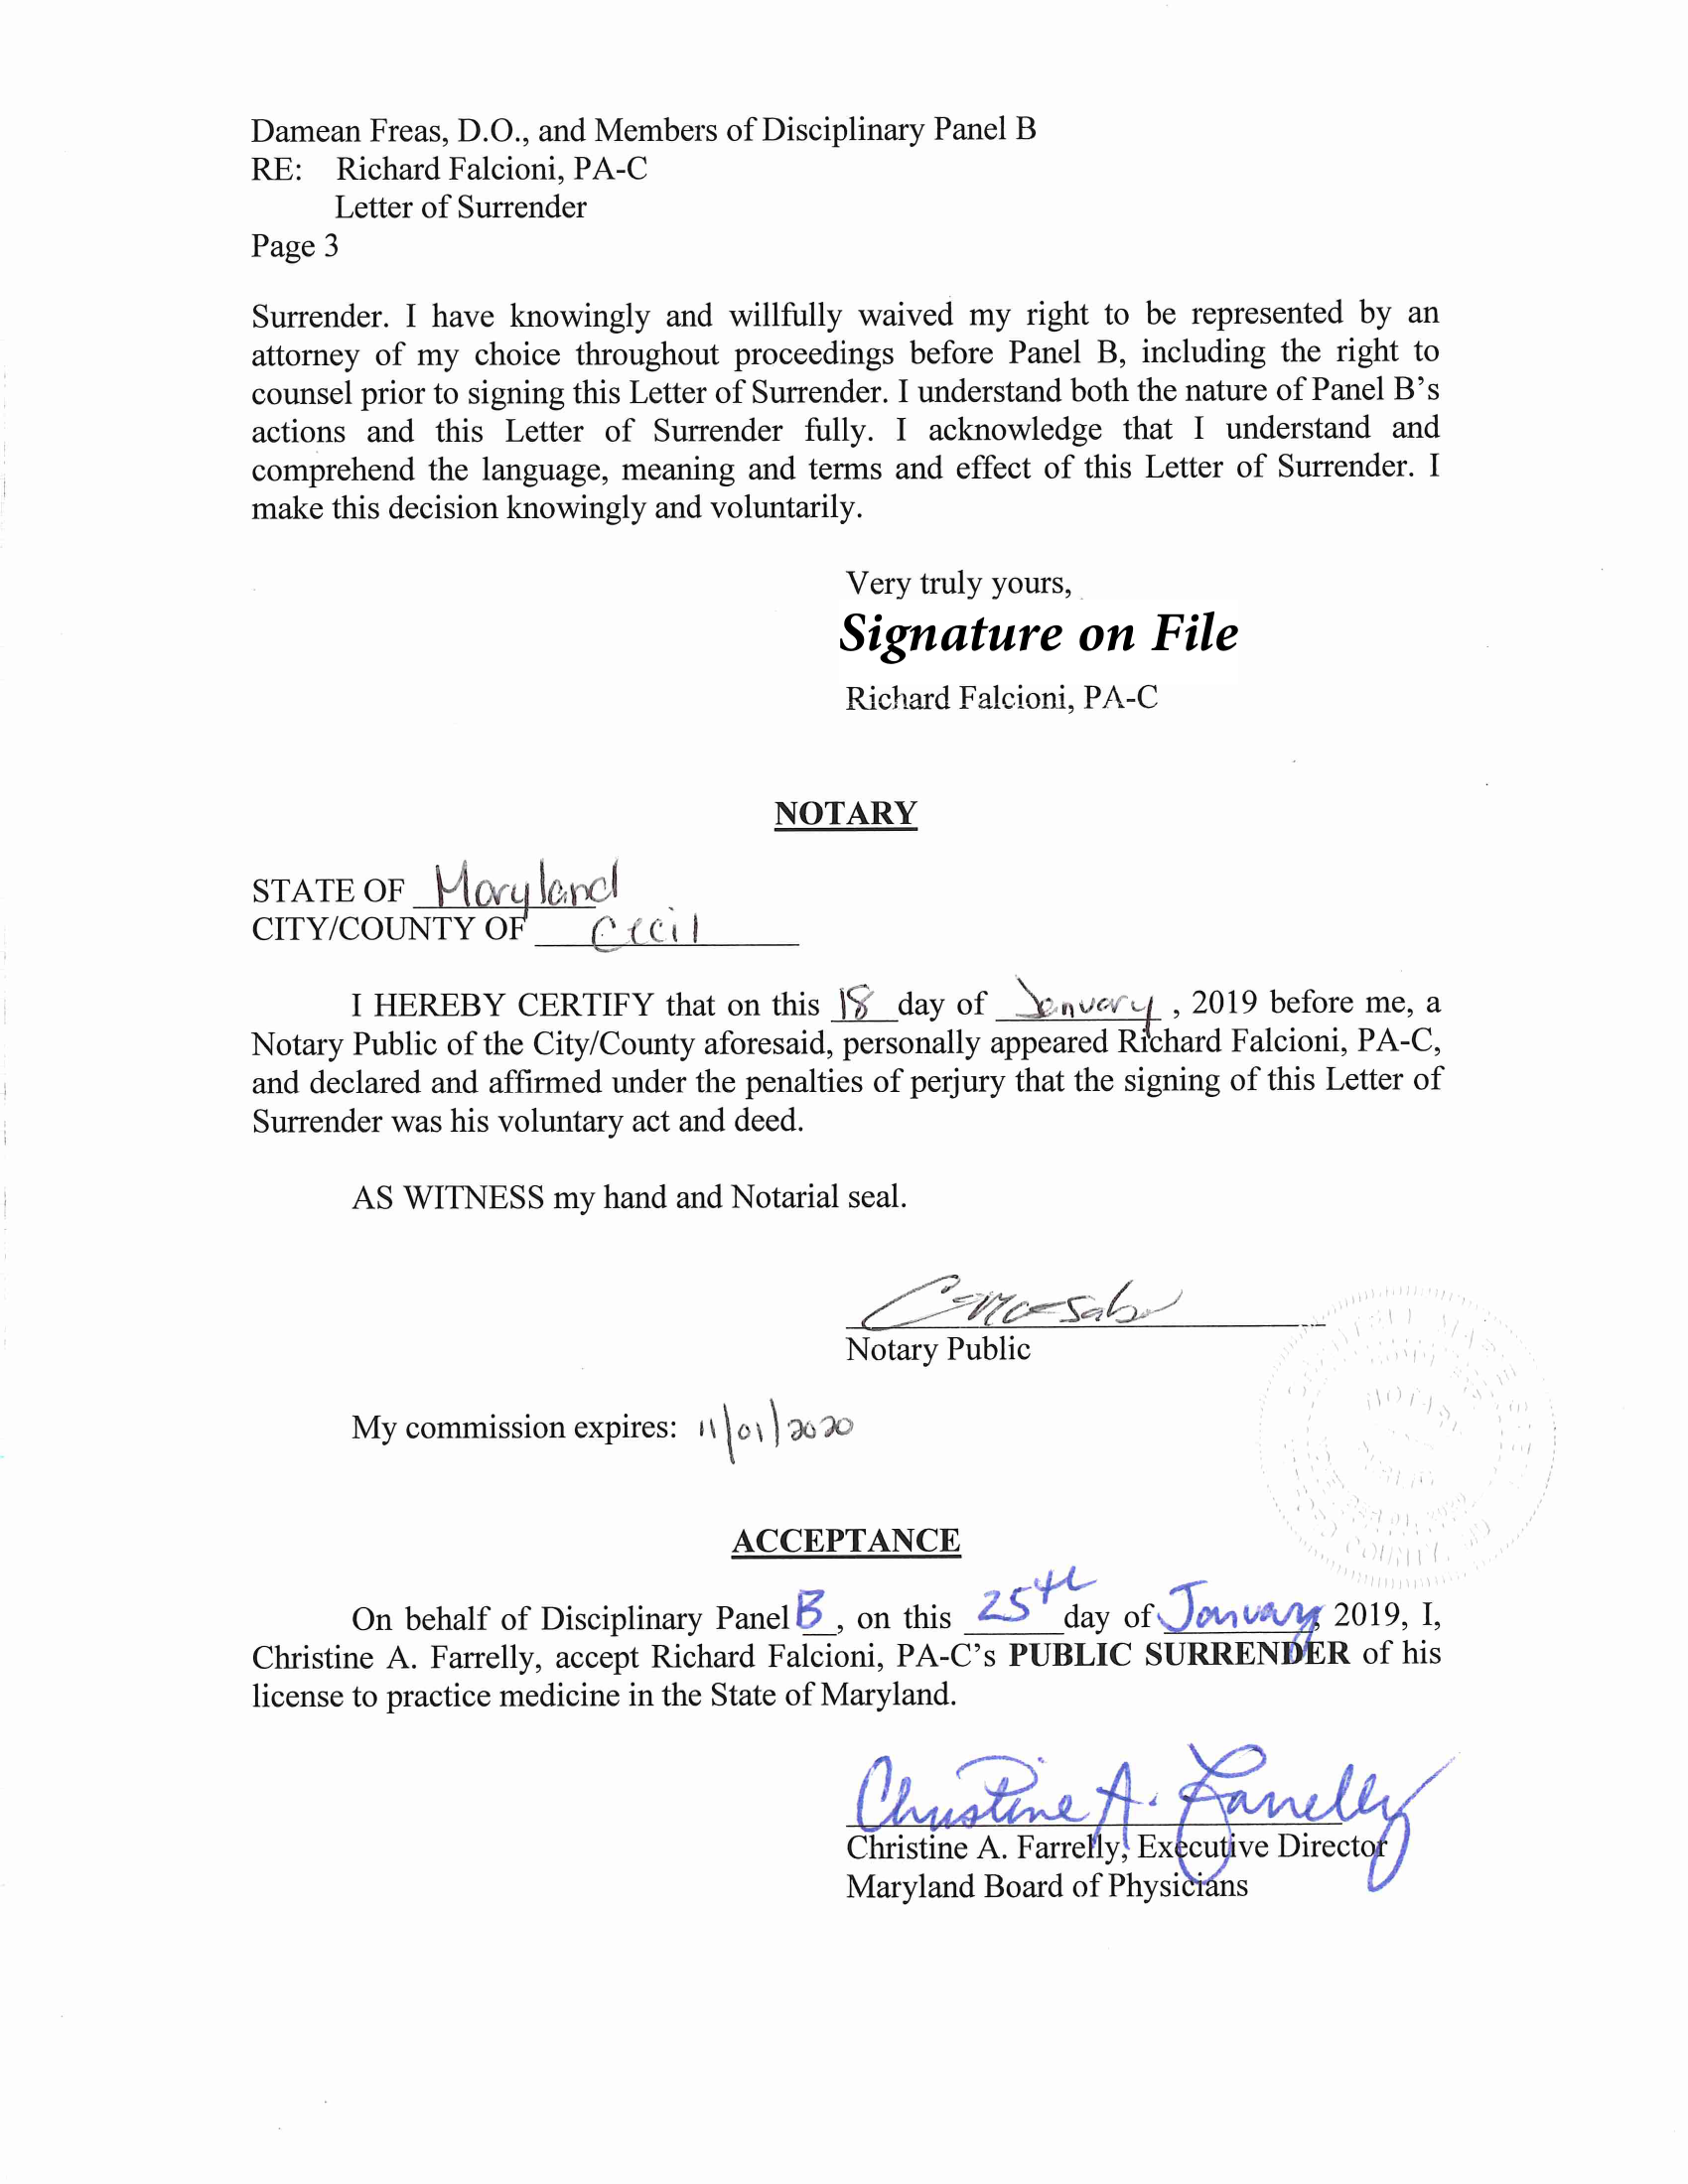 Damean Freas, D.O., and Members of Disciplinary Panel B
RE: Richard Falcioni, PA-C
Letter of Surrender
Page 3
Surrender. I have knowingly and willfully waived my right to be represented by an
attorney of my choice throughout proceedings before Panel B, including the right to
counsel prior to signing this Letter of Surrender. I understand both the nature of Panel B's
actions and this Letter of Surrender fully. I acknowledge that I understand and
comprehend the language, meaning and terms and effect of this Letter of Surrender. I
make this decision knowingly and voluntarily.
Very truly yours,
Signature on File
Richard Falcioni, PA-C
NOTARY
STATE OF Maryland
CITY/COUNTY OF Cecil
I HEREBY CERTIFY that on this 18 day of January, 2019 before me, a
Notary Public of the City/County aforesaid, personally appeared Richard Falcioni, PA-C,
and declared and affirmed under the penalties of perjury that the signing of this Letter of
Surrender was his voluntary act and deed.
AS WITNESS my hand and Notarial seal.
Notary Public
My commission expires: 11/01/2020
ACCEPTANCE
On behalf of Disciplinary Panel B, on this 25th day of January, 2019, I,
Christine A. Farrelly, accept Richard Falcioni, PA-C's PUBLIC SURRENDER of his
license to practice medicine in the State of Maryland.
Christine A. Farrelly
Christine A. Farrelly, Executive Director
Maryland Board of Physicians